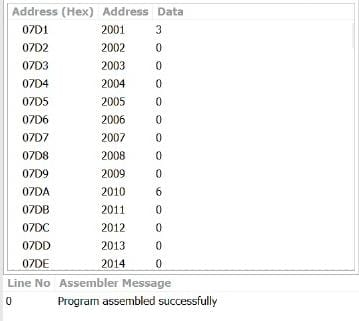 Address (Hex) Address Data
07D1 2001 3
07D2 2002 0
07D3 2003 0
07D4 2004 0
07D5 2005 0
07D6 2006 0
07D7 2007 0
07D8 2008 0
07D9 2009 0
07DA 2010 6
07DB 2011 0
07DC 2012 0
07DD 2013 0
07DE 2014 0
Line No Assembler Message
0 Program assembled successfully